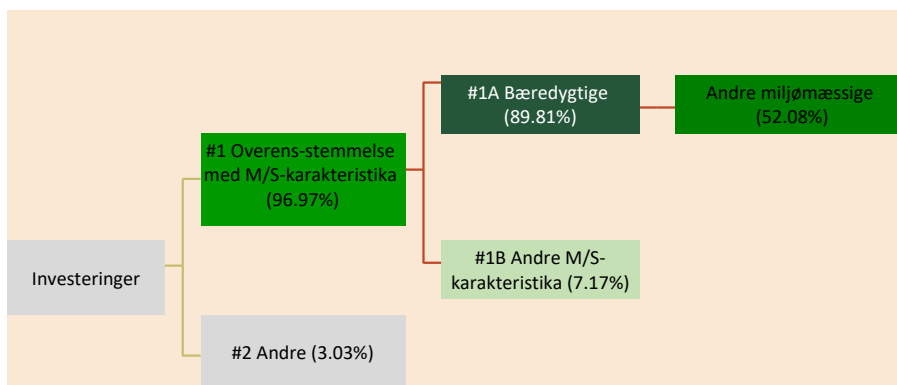 #1A Bæredygtige
(89.81%)
Andre miljømæssige
(52.08%)
#1 Overens-stemmelse
med M/S-karakteristika
(96.97%)
#1B Andre M/S-
karakteristika (7.17%)
Investeringer
#2 Andre (3.03%)